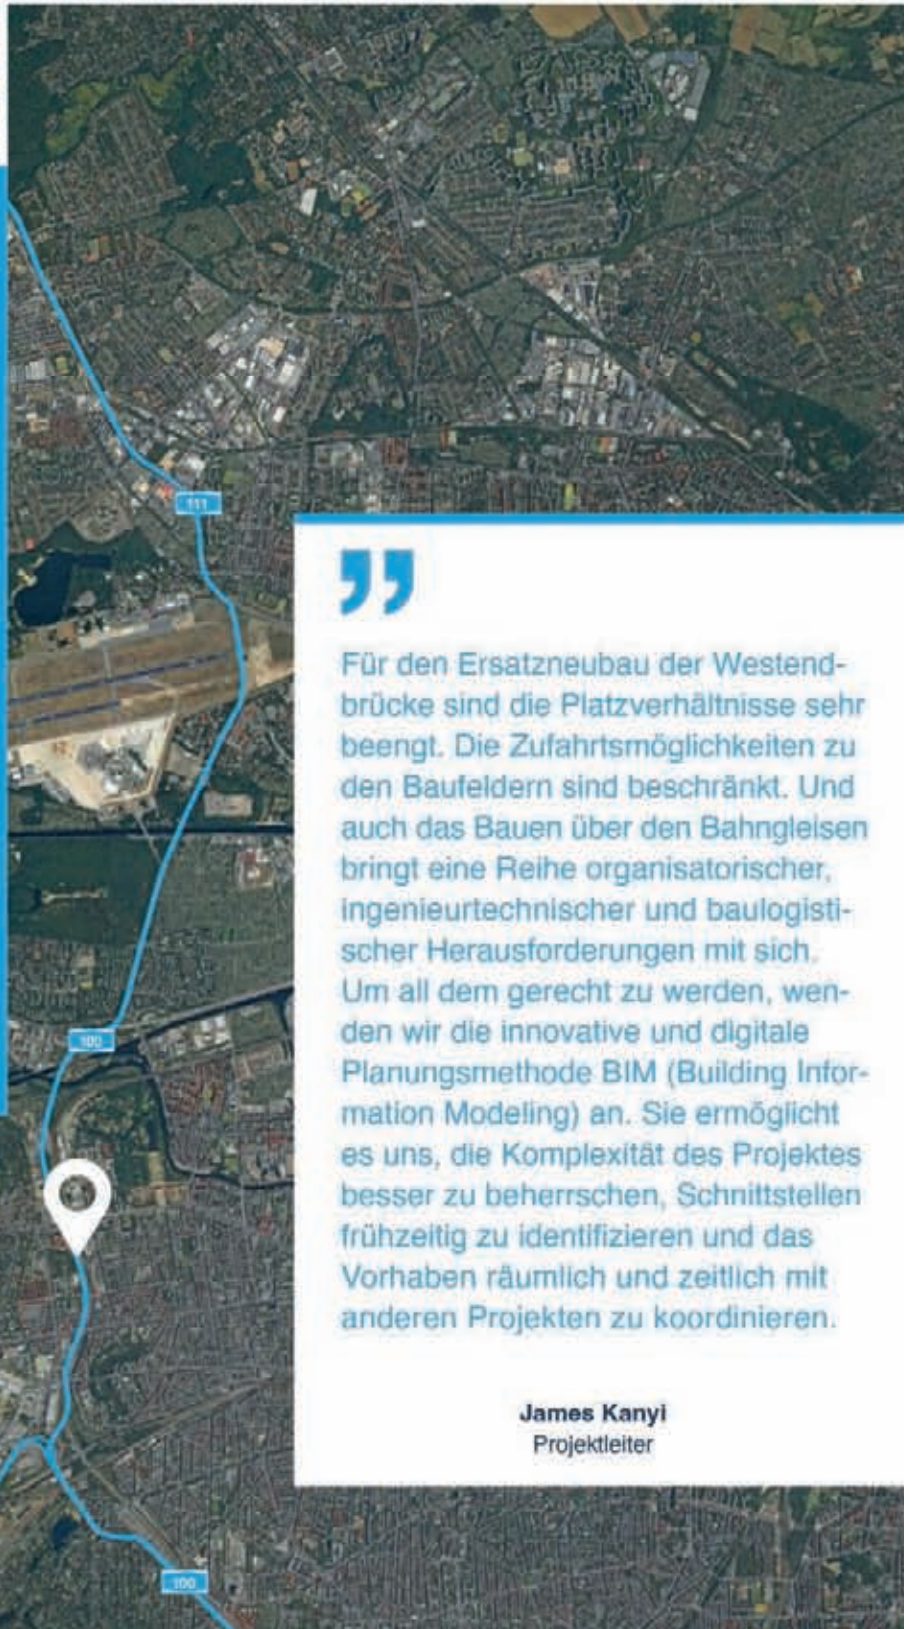 111
”
Für den Ersatzneubau der Westend-
brücke sind die Platzverhältnisse sehr
beengt. Die Zufahrtsmöglichkeiten zu
den Baufeldern sind beschränkt. Und
auch das Bauen über den Bahngleisen
bringt eine Reihe organisatorischer,
ingenieurtechnischer und baulogisti-
scher Herausforderungen mit sich.
Um all dem gerecht zu werden, wen-
den wir die innovative und digitale
Planungsmethode BIM (Building Infor-
mation Modeling) an. Sie ermöglicht
es uns, die Komplexität des Projektes
besser zu beherrschen, Schnittstellen
frühzeitig zu identifizieren und das
Vorhaben räumlich und zeitlich mit
anderen Projekten zu koordinieren.
James Kanyi
Projektleiter
100
100